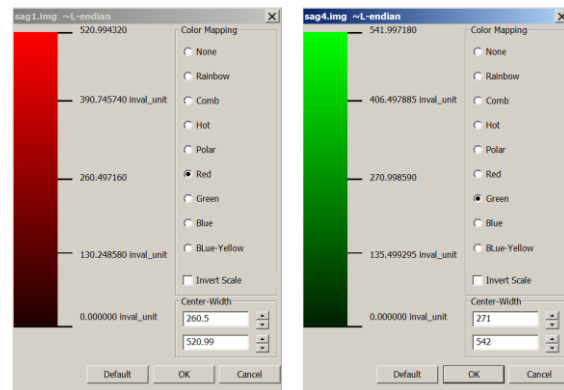 sag1.img ~L-endian
520.994320
390.745740 inval_unit
260.497160
130.248580 inval_unit
0.000000 inval_unit
Color Mapping
None
Rainbow
Comb
Hot
Polar
Red
Green
Blue
BLue-Yellow
Invert Scale
Center-Width
260.5
520.99
Default OK Cancel
sag4.img ~L-endian
541.997180
406.497885 inval_unit
270.998590
135.499295 inval_unit
0.000000 inval_unit
Color Mapping
None
Rainbow
Comb
Hot
Polar
Red
Green
Blue
BLue-Yellow
Invert Scale
Center-Width
271
542
Default OK Cancel